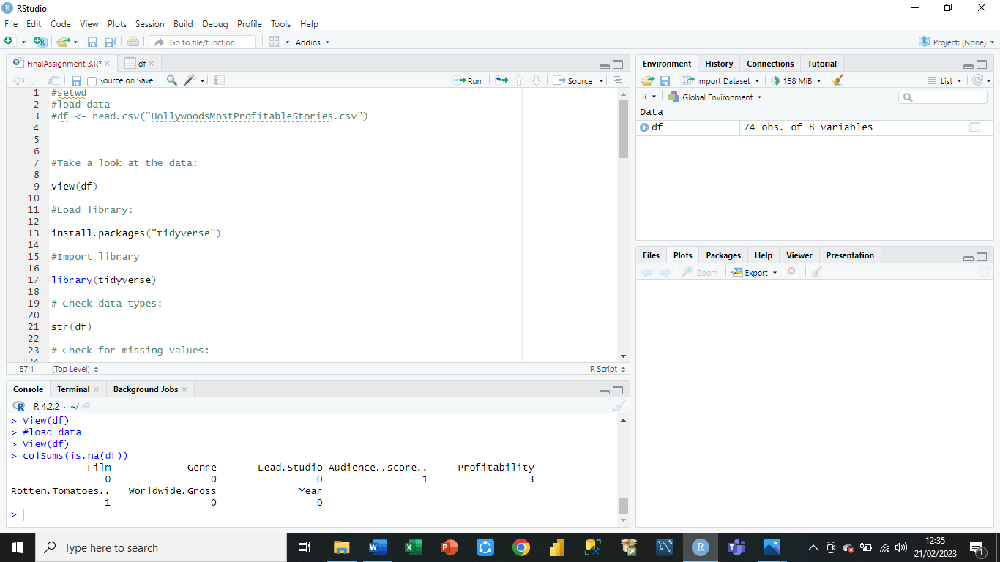 RStudio
File Edit Code View Plots Session Build Debug Profile Tools Help
Go to file/function Addins Project: (None)
FinalAssignment 3.R* df
Source on Save Run Source
1 #setwd
2 #load data
3 #df <- read.csv("HollywoodsMostProfitableStories.csv")
4
5
6
7 #Take a look at the data:
8
9 View(df)
10
11 #Load library:
12
13 install.packages("tidyverse")
14
15 #Import library
16
17 library(tidyverse)
18
19 # Check data types:
20
21 str(df)
22
23 # Check for missing values:
24
87:1 (Top Level) R Script
Console Terminal Background Jobs
R 4.2.2 . ~/
> View(df)
> #load data
> View(df)
> colSums(is.na(df))
Film Genre Lead.Studio Audience..score.. Profitability
0 0 0 1 3
Rotten.Tomatoes.. Worldwide.Gross Year
1 0 0
>
Environment History Connections Tutorial
Import Dataset 158 MiB List
R Global Environment
Data
df 74 obs. of 8 variables
Files Plots Packages Help Viewer Presentation
Zoom Export
Type here to search
12:35
21/02/2023
1